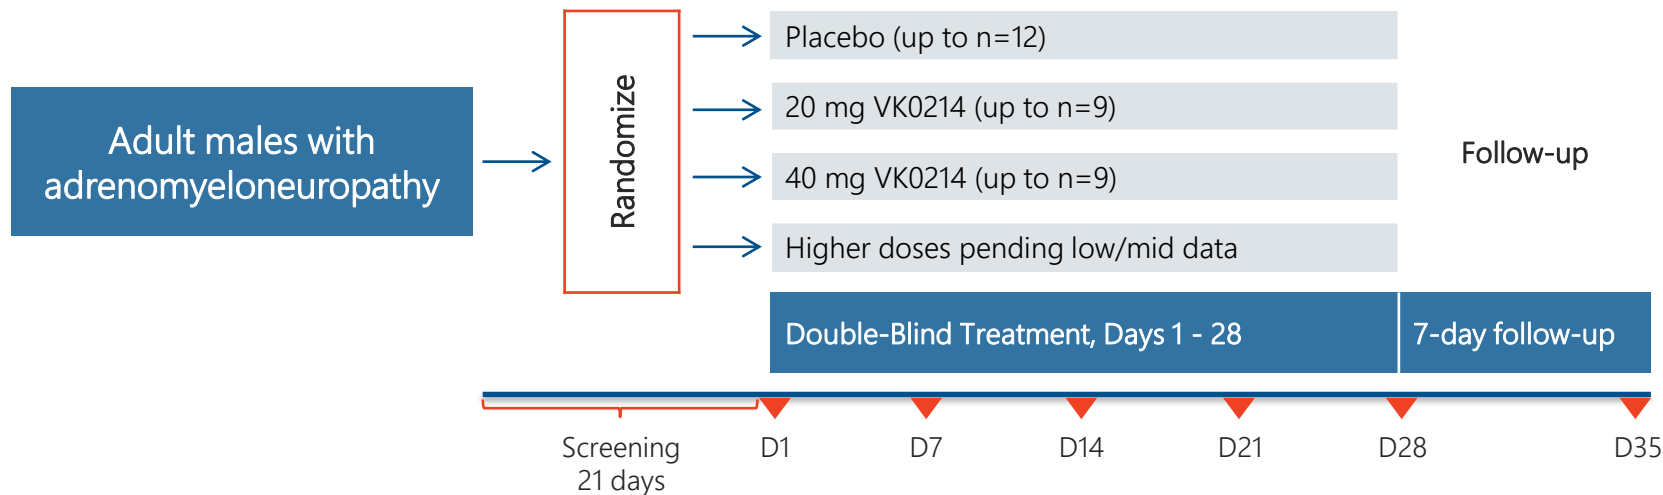 Adult males with
adrenomyeloneuropathy
Randomize
Placebo (up to n=12)
20 mg VK0214 (up to n=9)
40 mg VK0214 (up to n=9)
Higher doses pending low/mid data
Follow-up
Double-Blind Treatment, Days 1 - 28
7-day follow-up
Screening
21 days
D1
D7
D14
D21
D28
D35